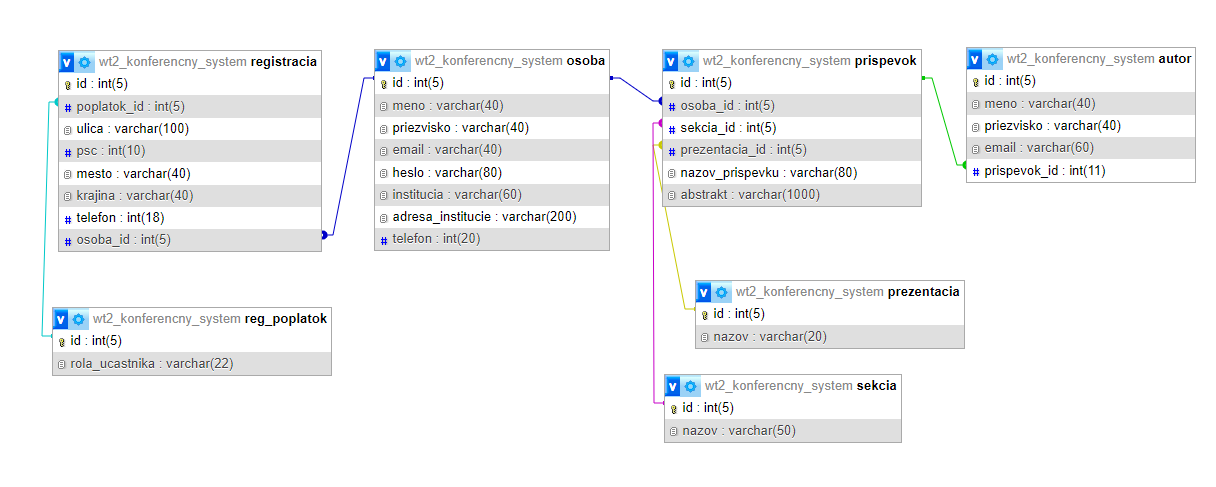 wt2_konferencny_system registracia
id : int(5)
poplatok_id : int(5)
ulica : varchar(100)
psc : int(10)
mesto : varchar(40)
krajina : varchar(40)
telefon : int(18)
osoba_id : int(5)
wt2_konferencny_system osoba
id : int(5)
meno : varchar(40)
priezvisko : varchar(40)
email : varchar(40)
heslo : varchar(80)
institucia : varchar(60)
adresa_institucie : varchar(200)
telefon : int(20)
wt2_konferencny_system prispevok
id : int(5)
osoba_id : int(5)
sekcia_id : int(5)
prezentacia_id : int(5)
nazov_prispevku : varchar(80)
abstrakt : varchar(1000)
wt2_konferencny_system autor
id : int(5)
meno : varchar(40)
priezvisko : varchar(40)
email : varchar(60)
prispevok_id : int(11)
wt2_konferencny_system reg_poplatok
id : int(5)
rola_ucastnika : varchar(22)
wt2_konferencny_system prezentacia
id : int(5)
nazov : varchar(20)
wt2_konferencny_system sekcia
id : int(5)
nazov : varchar(50)